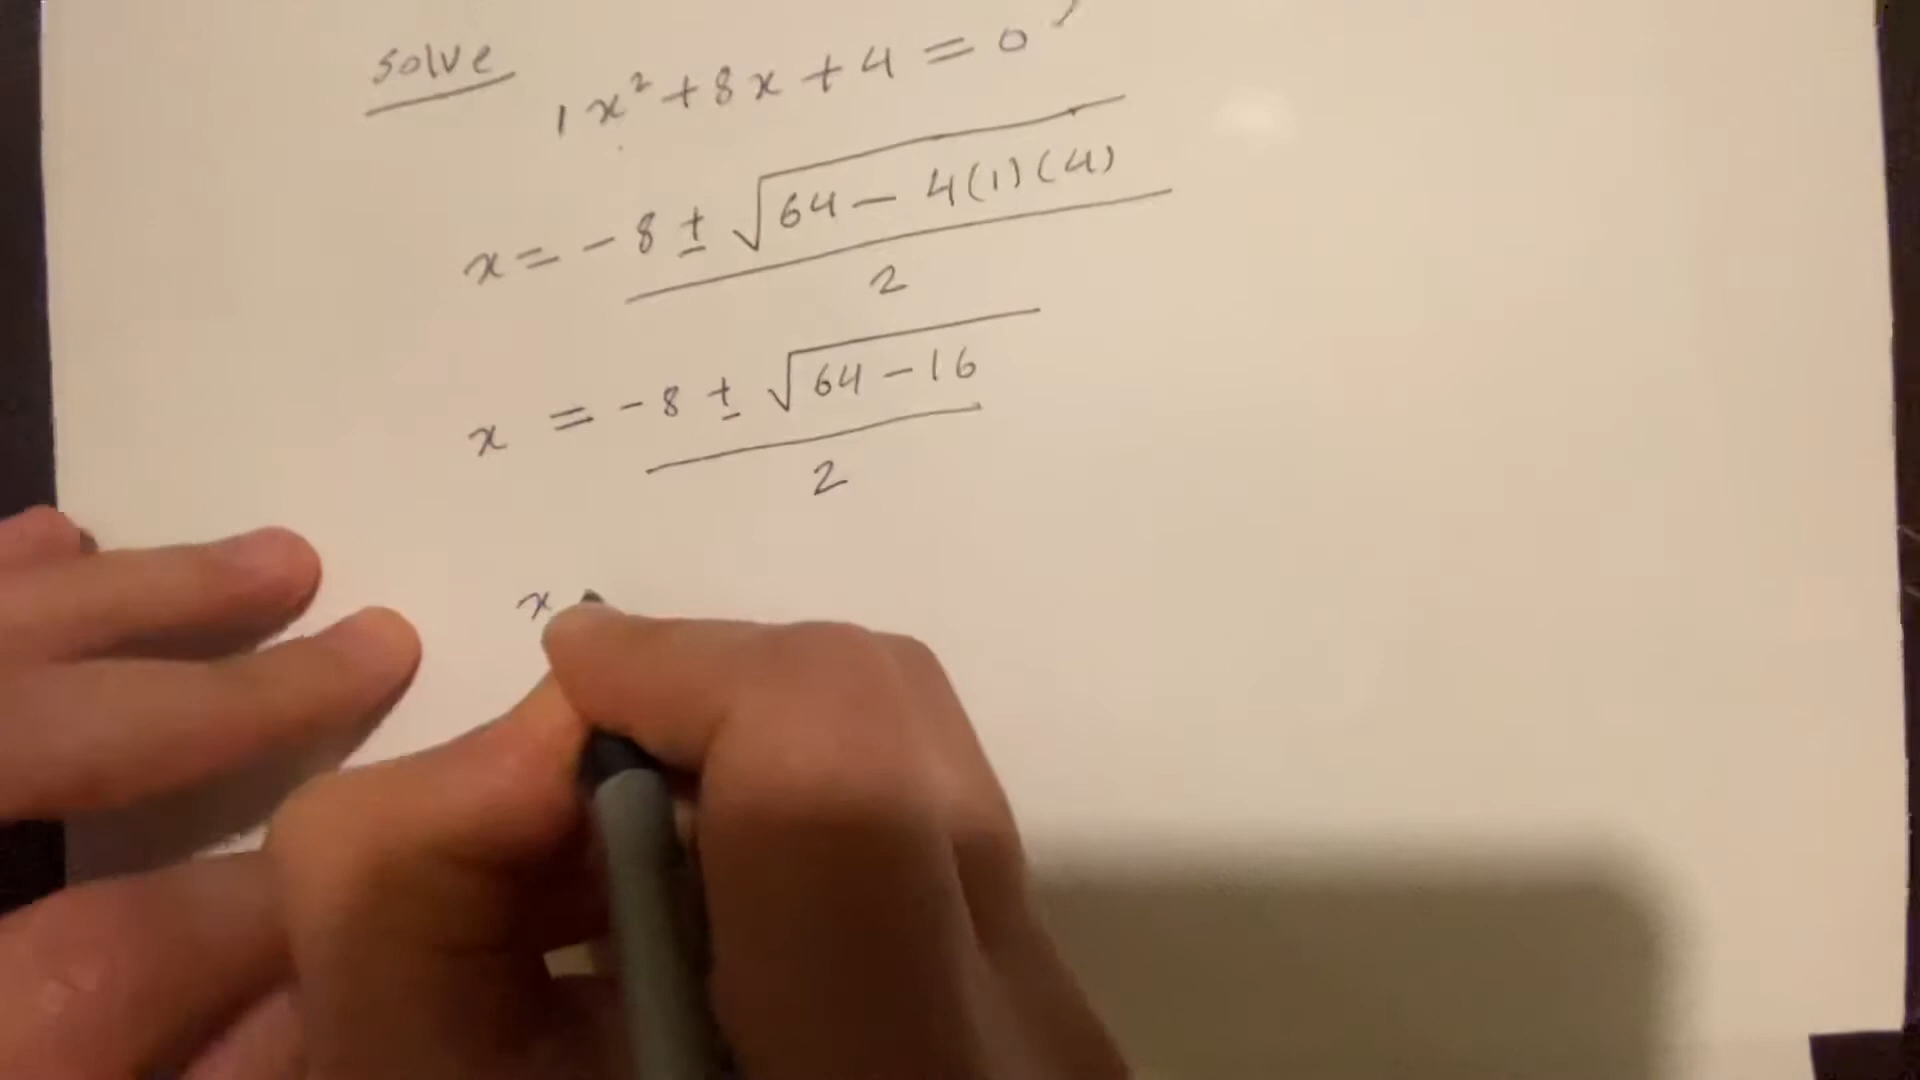 solve
1x² + 8x + 4 = 0
x = -8 ± √64 - 4(1)(4)
2
x = -8 ± √64 - 16
2
x